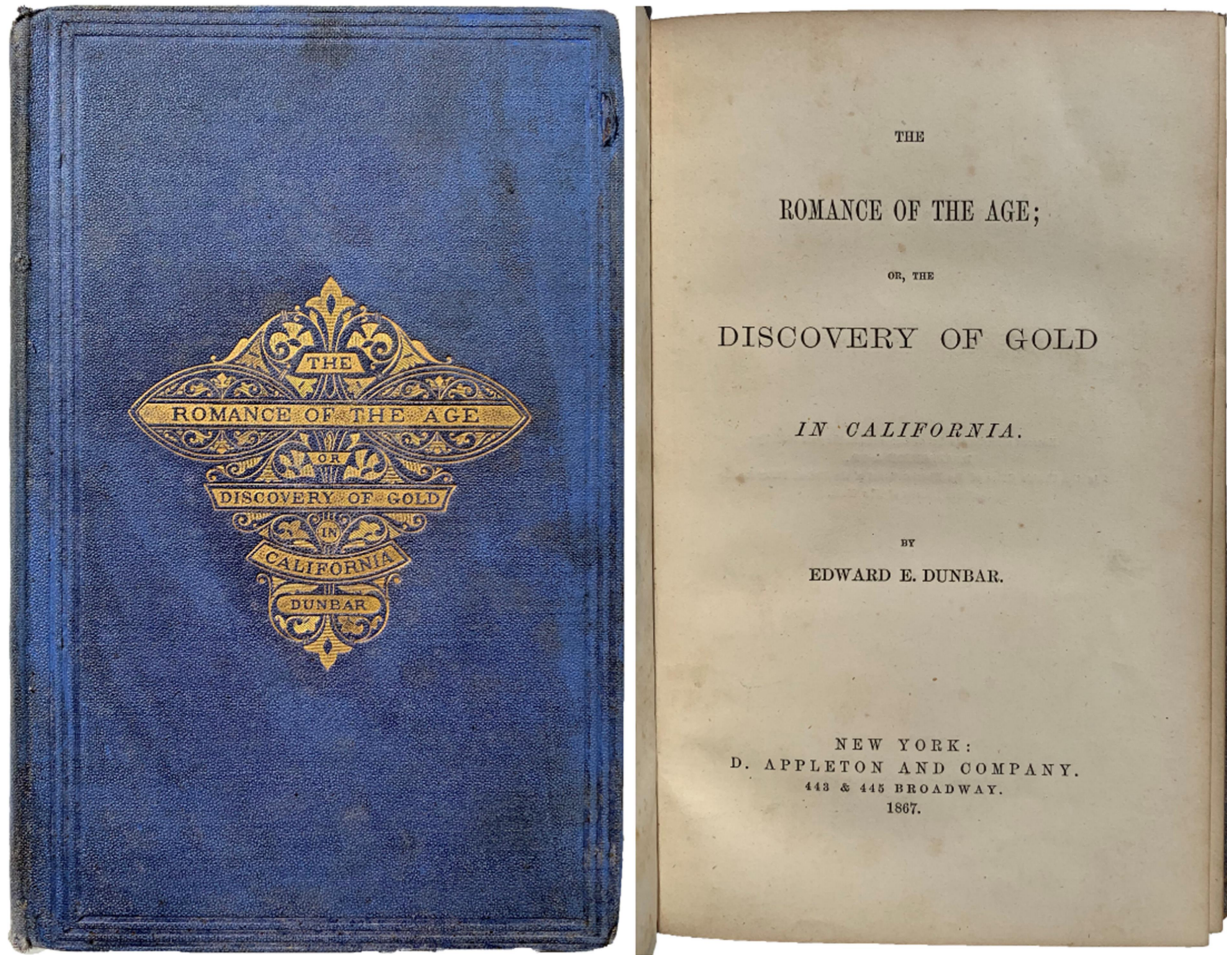 THE
ROMANCE OF THE AGE
OR
DISCOVERY OF GOLD
IN
CALIFORNIA
DUNBAR
THE
ROMANCE OF THE AGE;
OR, THE
DISCOVERY OF GOLD
IN CALIFORNIA.
BY
EDWARD E. DUNBAR.
NEW YORK:
D. APPLETON AND COMPANY.
443 & 445 BROADWAY.
1867.